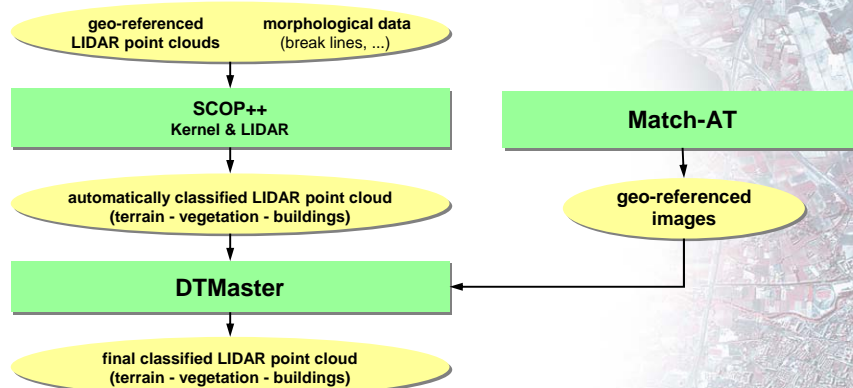 geo-referenced
LIDAR point clouds
morphological data
(break lines, ...)
SCOP++
Kernel & LIDAR
Match-AT
automatically classified LIDAR point cloud
(terrain - vegetation - buildings)
geo-referenced
images
DTMaster
final classified LIDAR point cloud
(terrain - vegetation - buildings)